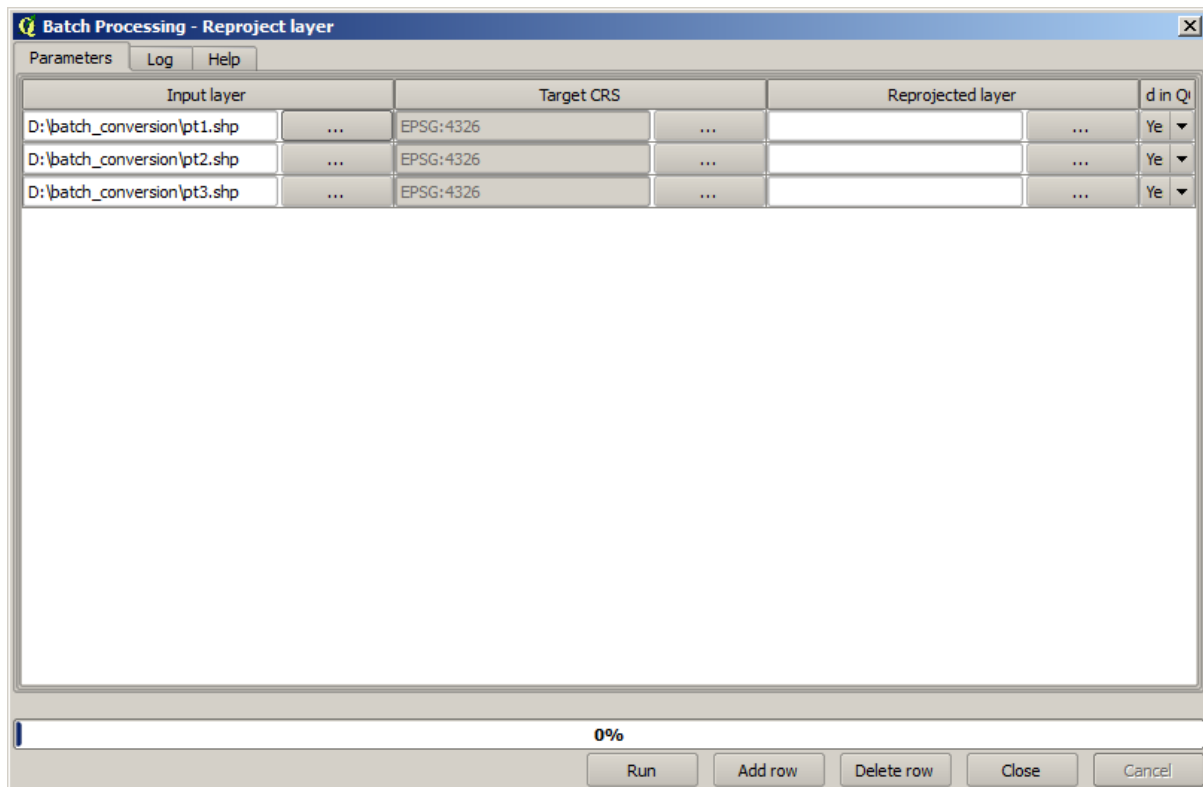 Batch Processing - Reproject layer
Parameters Log Help
Input layer Target CRS Reprojected layer d in Q
D:\batch_conversion\pt1.shp ... EPSG:4326 ... ... Ye
D:\batch_conversion\pt2.shp ... EPSG:4326 ... ... Ye
D:\batch_conversion\pt3.shp ... EPSG:4326 ... ... Ye
0%
Run Add row Delete row Close Cancel